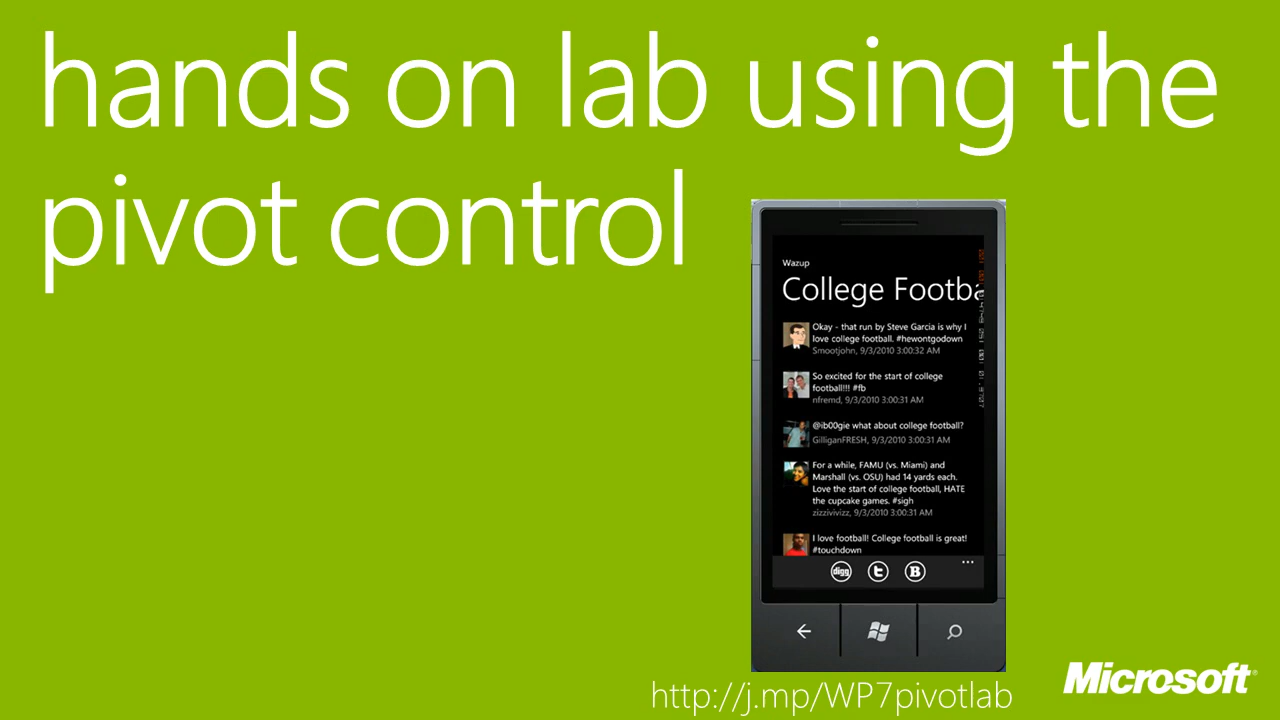 hands on lab using the
pivot control
Wazup
College Footba
Okay - that run by Steve Garcia is why I
love college football. #hewontgodown
Smootjohn, 9/3/2010 3:00:32 AM
So excited for the start of college
football!!! #fb
nfremd, 9/3/2010 3:00:31 AM
@ib00gie what about college football?
GilliganFRESH, 9/3/2010 3:00:31 AM
For a while, FAMU (vs. Miami) and
Marshall (vs. OSU) had 14 yards each.
Love the start of college football, HATE
the cupcake games. #sigh
zizzivivizz, 9/3/2010 3:00:31 AM
I love football! College football is great!
#touchdown
digg t B ...
http://j.mp/WP7pivotlab
Microsoft®